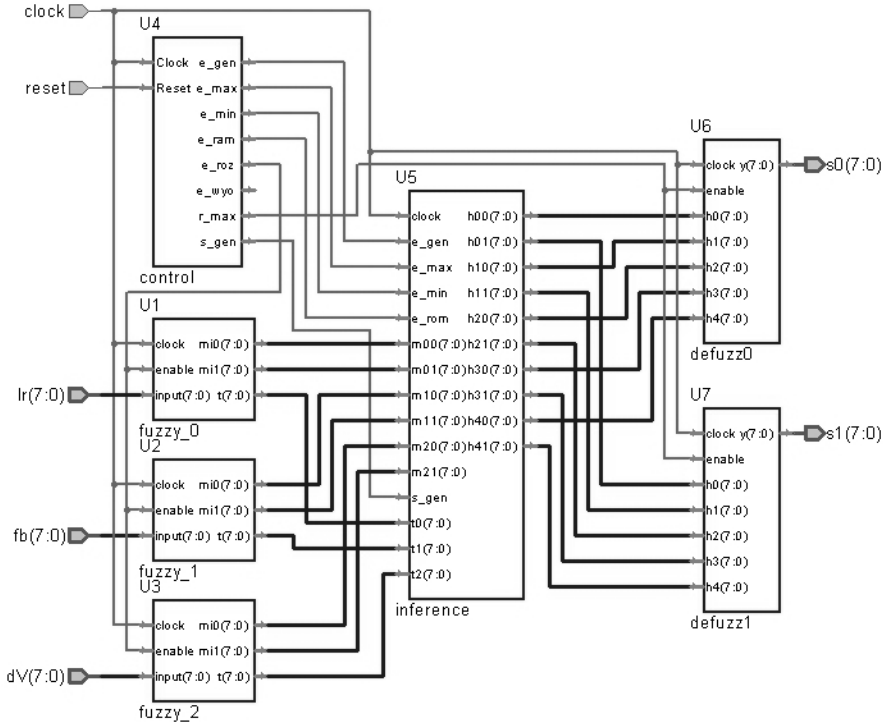 clock
reset
lr(7:0)
fb(7:0)
dV(7:0)
U4
Clock e_gen
Reset e_max
e_min
e_ram
e_roz
e_wyo
r_max
s_gen
control
U1
clock mi0(7:0)
enable mi1(7:0)
input(7:0) t(7:0)
fuzzy_0
U2
clock mi0(7:0)
enable mi1(7:0)
input(7:0) t(7:0)
fuzzy_1
U3
clock mi0(7:0)
enable mi1(7:0)
input(7:0) t(7:0)
fuzzy_2
U5
clock h00(7:0)
e_gen h01(7:0)
e_max h10(7:0)
e_min h11(7:0)
e_rom h20(7:0)
m00(7:0) h21(7:0)
m01(7:0) h30(7:0)
m10(7:0) h31(7:0)
m11(7:0) h40(7:0)
m20(7:0) h41(7:0)
m21(7:0)
s_gen
t0(7:0)
t1(7:0)
t2(7:0)
inference
U6
clock y(7:0)
enable
h0(7:0)
h1(7:0)
h2(7:0)
h3(7:0)
h4(7:0)
defuzz0
s0(7:0)
U7
clock y(7:0)
enable
h0(7:0)
h1(7:0)
h2(7:0)
h3(7:0)
h4(7:0)
defuzz1
s1(7:0)